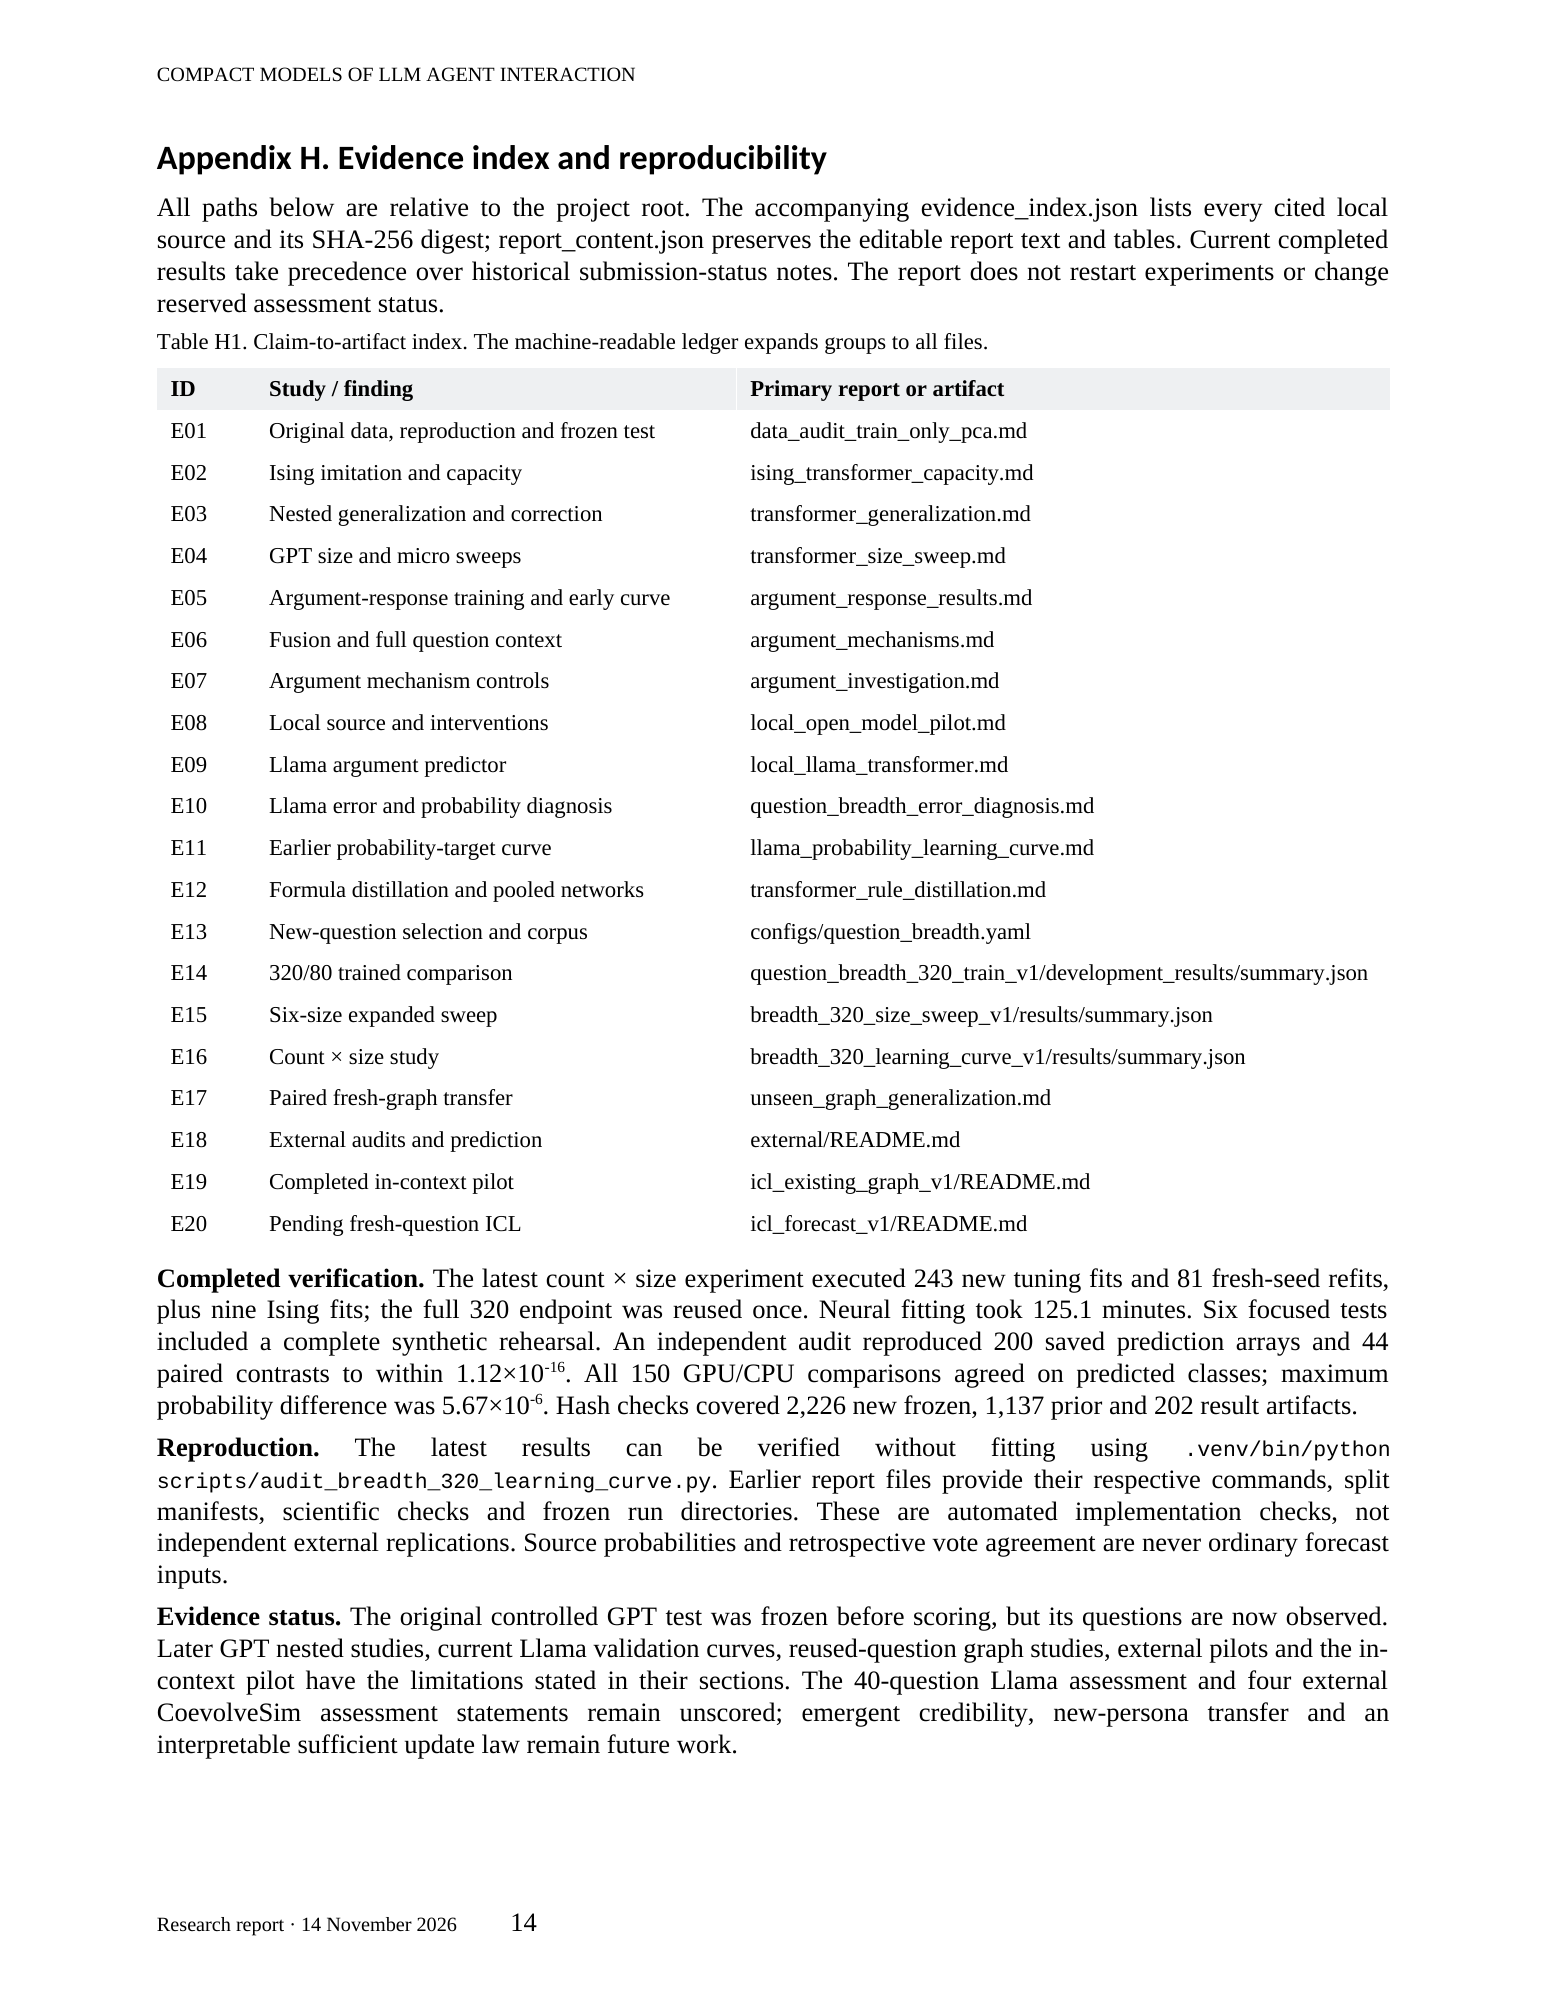 COMPACT MODELS OF LLM AGENT INTERACTION
Appendix H. Evidence index and reproducibility
All paths below are relative to the project root. The accompanying evidence_index.json lists every cited local
source and its SHA-256 digest; report_content.json preserves the editable report text and tables. Current completed
results take precedence over historical submission-status notes. The report does not restart experiments or change
reserved assessment status.
Table H1. Claim-to-artifact index. The machine-readable ledger expands groups to all files.
ID Study / finding Primary report or artifact
E01 Original data, reproduction and frozen test data_audit_train_only_pca.md
E02 Ising imitation and capacity ising_transformer_capacity.md
E03 Nested generalization and correction transformer_generalization.md
E04 GPT size and micro sweeps transformer_size_sweep.md
E05 Argument-response training and early curve argument_response_results.md
E06 Fusion and full question context argument_mechanisms.md
E07 Argument mechanism controls argument_investigation.md
E08 Local source and interventions local_open_model_pilot.md
E09 Llama argument predictor local_llama_transformer.md
E10 Llama error and probability diagnosis question_breadth_error_diagnosis.md
E11 Earlier probability-target curve llama_probability_learning_curve.md
E12 Formula distillation and pooled networks transformer_rule_distillation.md
E13 New-question selection and corpus configs/question_breadth.yaml
E14 320/80 trained comparison question_breadth_320_train_v1/development_results/summary.json
E15 Six-size expanded sweep breadth_320_size_sweep_v1/results/summary.json
E16 Count × size study breadth_320_learning_curve_v1/results/summary.json
E17 Paired fresh-graph transfer unseen_graph_generalization.md
E18 External audits and prediction external/README.md
E19 Completed in-context pilot icl_existing_graph_v1/README.md
E20 Pending fresh-question ICL icl_forecast_v1/README.md
Completed verification. The latest count × size experiment executed 243 new tuning fits and 81 fresh-seed refits,
plus nine Ising fits; the full 320 endpoint was reused once. Neural fitting took 125.1 minutes. Six focused tests
included a complete synthetic rehearsal. An independent audit reproduced 200 saved prediction arrays and 44
paired contrasts to within 1.12×10⁻¹⁶. All 150 GPU/CPU comparisons agreed on predicted classes; maximum
probability difference was 5.67×10⁻⁶. Hash checks covered 2,226 new frozen, 1,137 prior and 202 result artifacts.
Reproduction. The latest results can be verified without fitting using .venv/bin/python
scripts/audit_breadth_320_learning_curve.py. Earlier report files provide their respective commands, split
manifests, scientific checks and frozen run directories. These are automated implementation checks, not
independent external replications. Source probabilities and retrospective vote agreement are never ordinary forecast
inputs.
Evidence status. The original controlled GPT test was frozen before scoring, but its questions are now observed.
Later GPT nested studies, current Llama validation curves, reused-question graph studies, external pilots and the in-
context pilot have the limitations stated in their sections. The 40-question Llama assessment and four external
CoevolveSim assessment statements remain unscored; emergent credibility, new-persona transfer and an
interpretable sufficient update law remain future work.
Research report · 14 November 2026 14